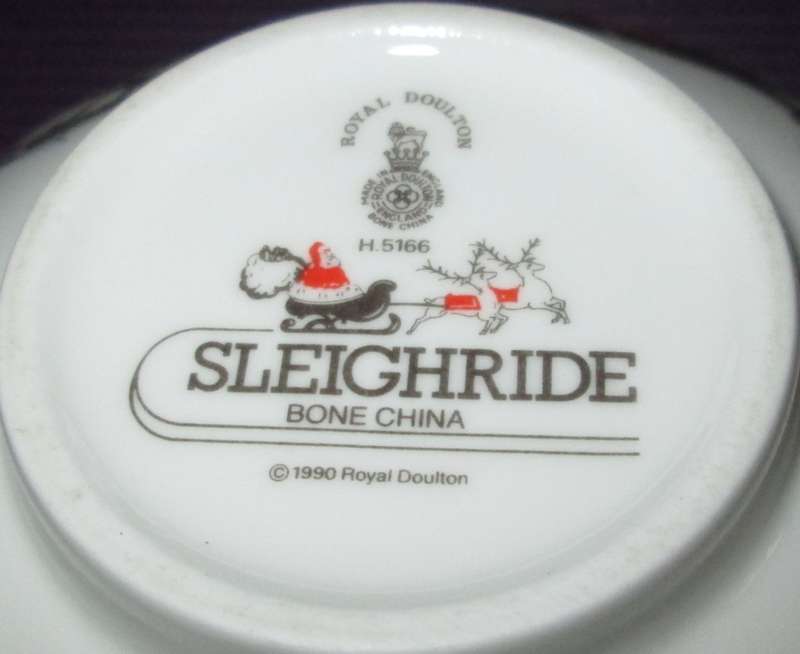 ROYAL DOULTON
MADE IN ENGLAND
ROYAL DOULTON
ENGLAND
BONE CHINA
H.5166
SLEIGHRIDE
BONE CHINA
© 1990 Royal Doulton